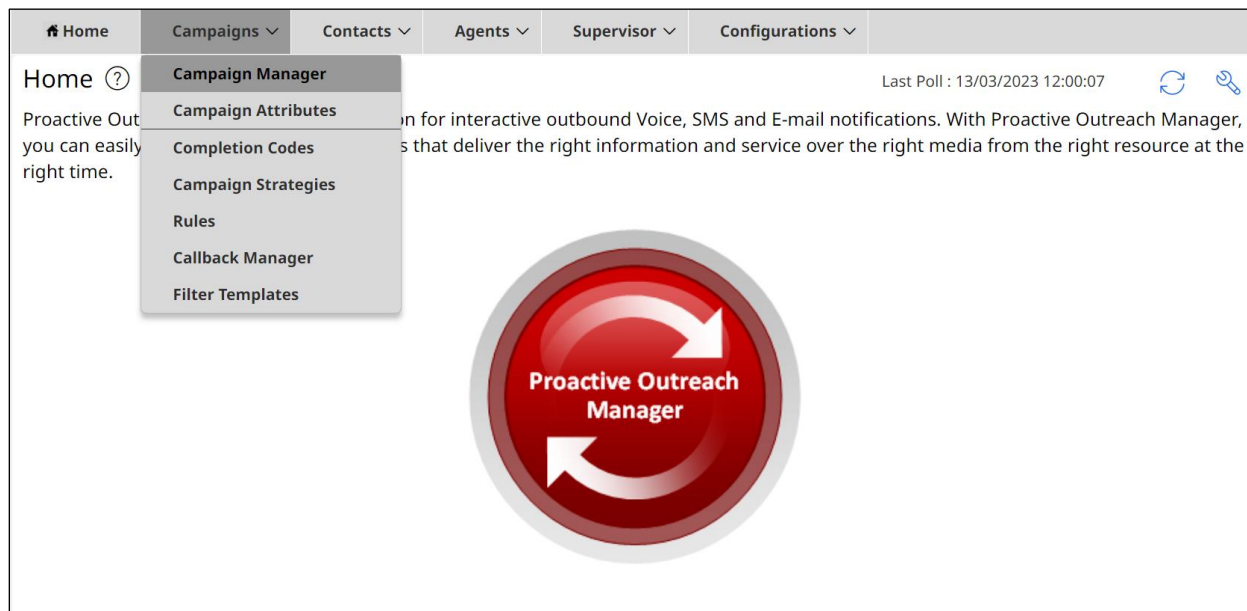 Home Campaigns Contacts Agents Supervisor Configurations
Home ? Last Poll : 13/03/2023 12:00:07
Campaign Manager
Campaign Attributes
Completion Codes
Campaign Strategies
Rules
Callback Manager
Filter Templates
Proactive Out n for interactive outbound Voice, SMS and E-mail notifications. With Proactive Outreach Manager,
you can easily s that deliver the right information and service over the right media from the right resource at the
right time.
Proactive Outreach
Manager